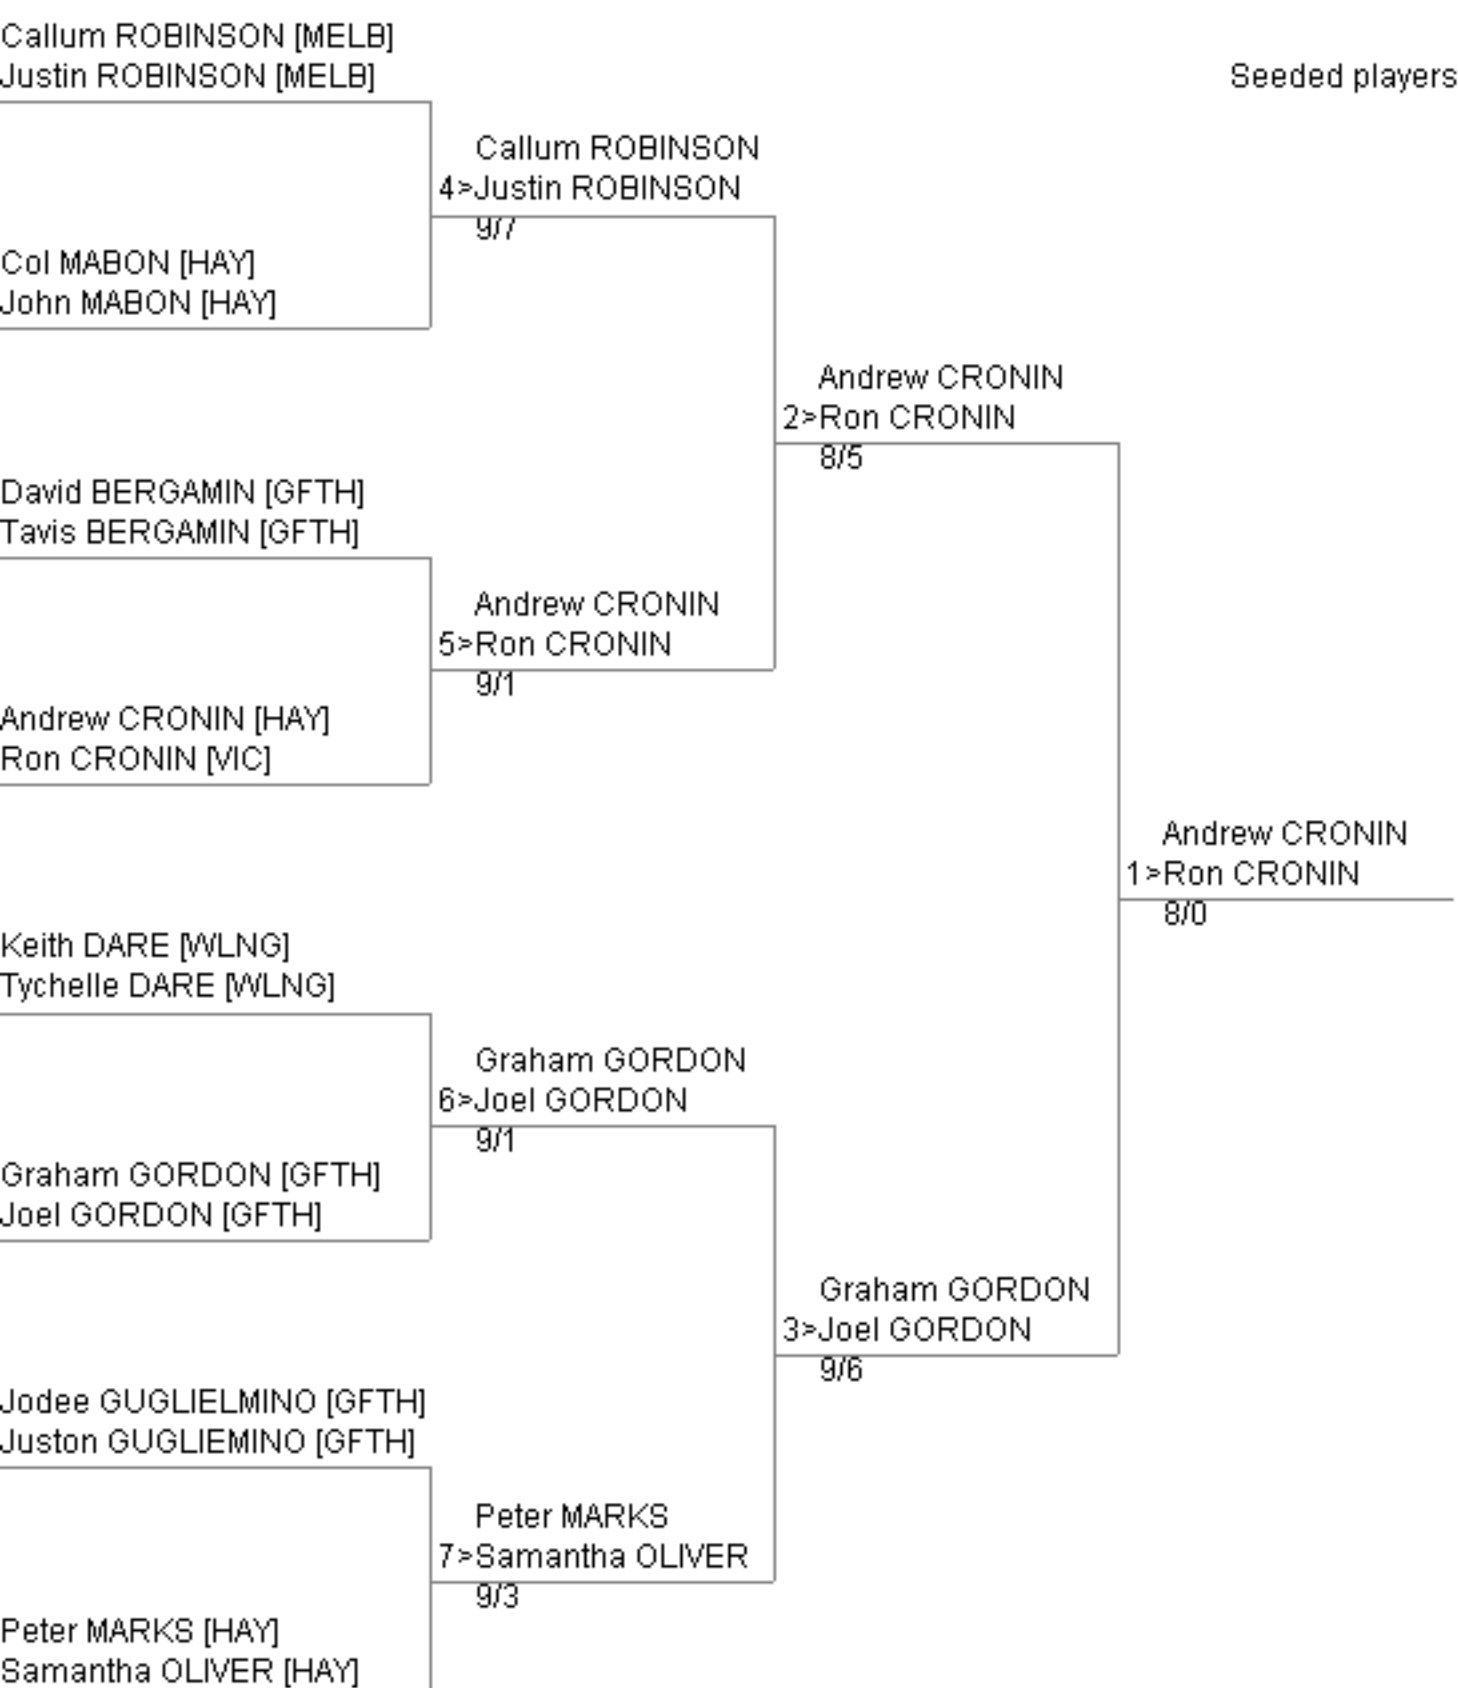 Callum ROBINSON [MELB]
Justin ROBINSON [MELB]
Seeded players
Callum ROBINSON
4>Justin ROBINSON
9/7
Col MABON [HAY]
John MABON [HAY]
Andrew CRONIN
2>Ron CRONIN
8/5
David BERGAMIN [GFTH]
Tavis BERGAMIN [GFTH]
Andrew CRONIN
5>Ron CRONIN
9/1
Andrew CRONIN [HAY]
Ron CRONIN [VIC]
Andrew CRONIN
1>Ron CRONIN
8/0
Keith DARE [WLNG]
Tychelle DARE [WLNG]
Graham GORDON
6>Joel GORDON
9/1
Graham GORDON [GFTH]
Joel GORDON [GFTH]
Graham GORDON
3>Joel GORDON
9/6
Jodee GUGLIELMINO [GFTH]
Juston GUGLIEMINO [GFTH]
Peter MARKS
7>Samantha OLIVER
9/3
Peter MARKS [HAY]
Samantha OLIVER [HAY]